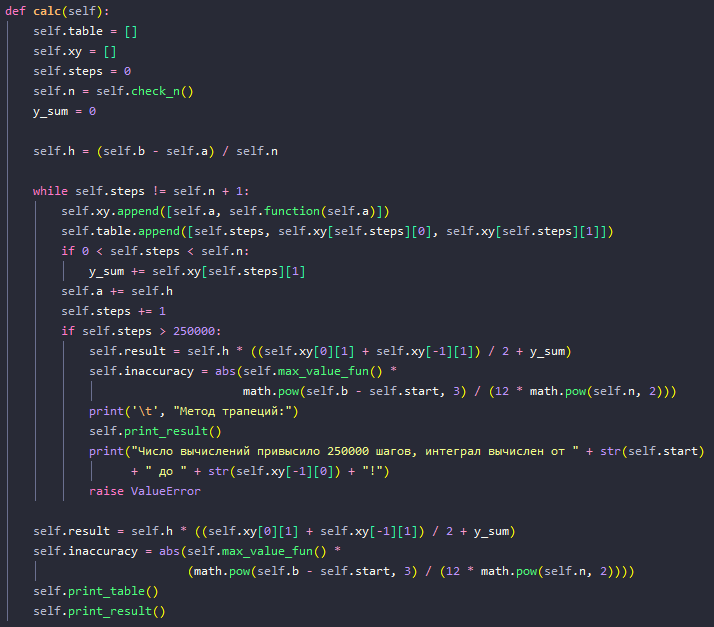 def calc(self):
    self.table = []
    self.xy = []
    self.steps = 0
    self.n = self.check_n()
    y_sum = 0

    self.h = (self.b - self.a) / self.n

    while self.steps != self.n + 1:
        self.xy.append([self.a, self.function(self.a)])
        self.table.append([self.steps, self.xy[self.steps][0], self.xy[self.steps][1]])
        if 0 < self.steps < self.n:
            y_sum += self.xy[self.steps][1]
        self.a += self.h
        self.steps += 1
        if self.steps > 250000:
            self.result = self.h * ((self.xy[0][1] + self.xy[-1][1]) / 2 + y_sum)
            self.inaccuracy = abs(self.max_value_fun() *
                                  math.pow(self.b - self.start, 3) / (12 * math.pow(self.n, 2)))
            print('\t', "Метод трапеций:")
            self.print_result()
            print("Число вычислений привысило 250000 шагов, интеграл вычислен от " + str(self.start)
                  + " до " + str(self.xy[-1][0]) + "!")
            raise ValueError

    self.result = self.h * ((self.xy[0][1] + self.xy[-1][1]) / 2 + y_sum)
    self.inaccuracy = abs(self.max_value_fun() *
                          (math.pow(self.b - self.start, 3) / (12 * math.pow(self.n, 2))))
    self.print_table()
    self.print_result()